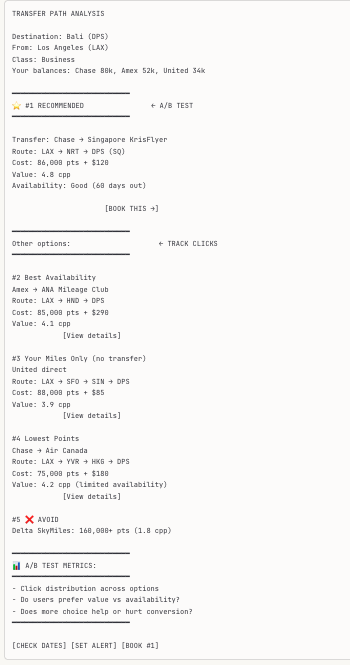 TRANSFER PATH ANALYSIS
Destination: Bali (DPS)
From: Los Angeles (LAX)
Class: Business
Your balances: Chase 80k, Amex 52k, United 34k
⭐ #1 RECOMMENDED ← A/B TEST
Transfer: Chase → Singapore KrisFlyer
Route: LAX → NRT → DPS (SQ)
Cost: 86,000 pts + $120
Value: 4.8 cpp
Availability: Good (60 days out)
[BOOK THIS →]
Other options: ← TRACK CLICKS
#2 Best Availability
Amex → ANA Mileage Club
Route: LAX → HND → DPS
Cost: 85,000 pts + $290
Value: 4.1 cpp
[View details]
#3 Your Miles Only (no transfer)
United direct
Route: LAX → SFO → SIN → DPS
Cost: 88,000 pts + $85
Value: 3.9 cpp
[View details]
#4 Lowest Points
Chase → Air Canada
Route: LAX → YVR → HKG → DPS
Cost: 75,000 pts + $180
Value: 4.2 cpp (limited availability)
[View details]
#5 ❌ AVOID
Delta SkyMiles: 160,000+ pts (1.8 cpp)
📊 A/B TEST METRICS:
- Click distribution across options
- Do users prefer value vs availability?
- Does more choice help or hurt conversion?
[CHECK DATES] [SET ALERT] [BOOK #1]